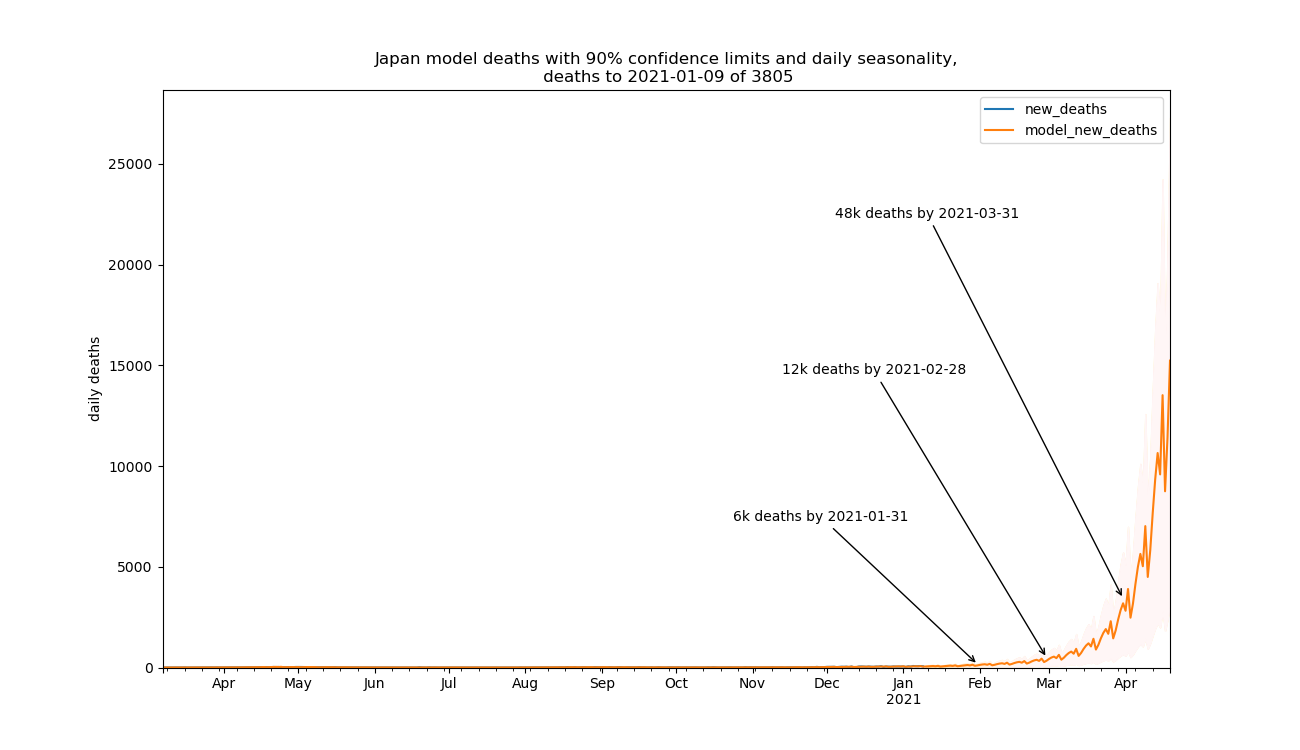 Japan model deaths with 90% confidence limits and daily seasonality,
deaths to 2021-01-09 of 3805
new_deaths
model_new_deaths
25000
20000
15000
10000
5000
0
daily deaths
48k deaths by 2021-03-31
12k deaths by 2021-02-28
6k deaths by 2021-01-31
Apr May Jun Jul Aug Sep Oct Nov Dec Jan Feb Mar Apr
2021